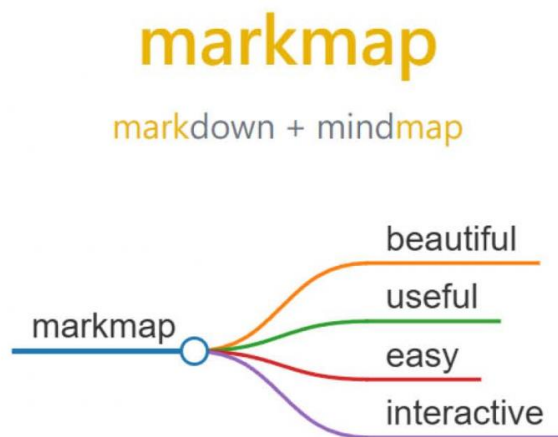 markmap
markdown + mindmap
beautiful
useful
markmap
easy
interactive